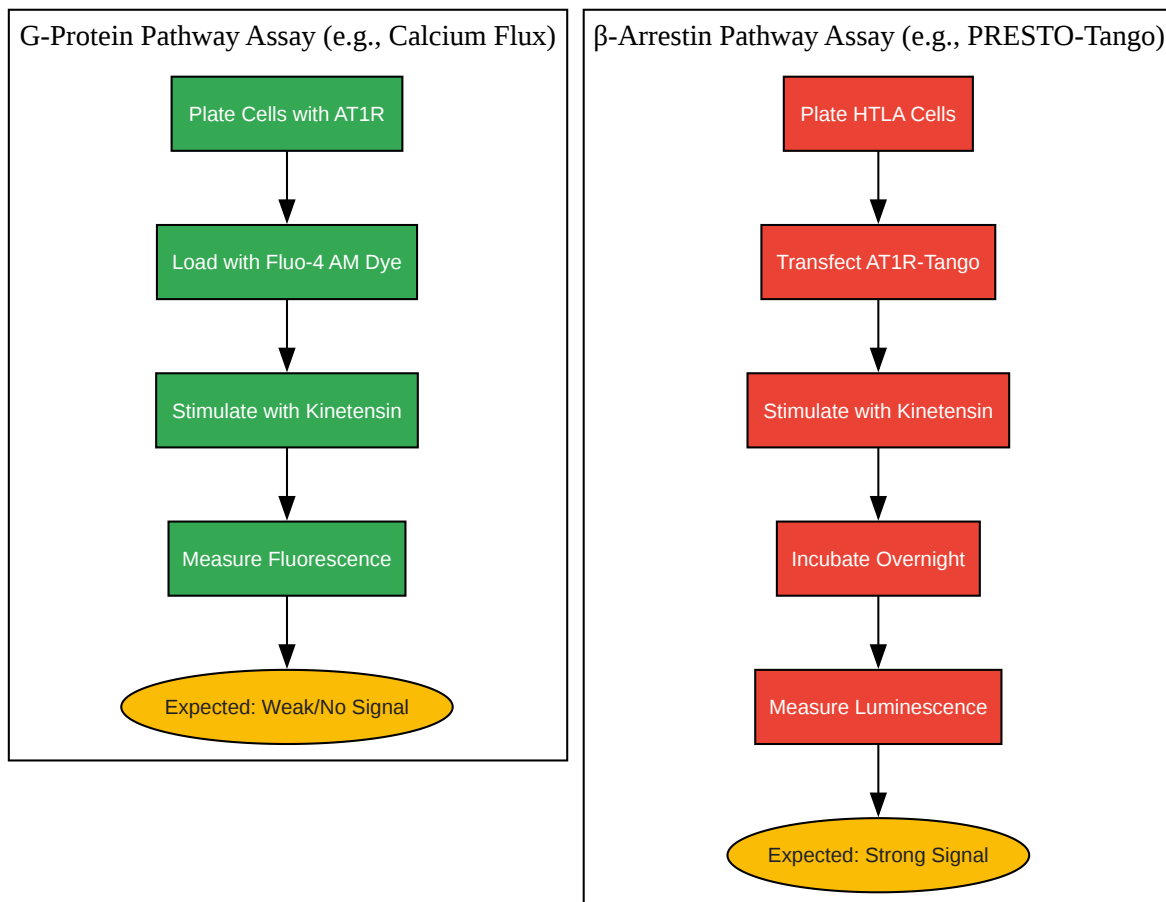 G-Protein Pathway Assay (e.g., Calcium Flux)
Plate Cells with AT1R
Load with Fluo-4 AM Dye
Stimulate with Kinetensin
Measure Fluorescence
Expected: Weak/No Signal
β-Arrestin Pathway Assay (e.g., PRESTO-Tango)
Plate HTLA Cells
Transfect AT1R-Tango
Stimulate with Kinetensin
Incubate Overnight
Measure Luminescence
Expected: Strong Signal